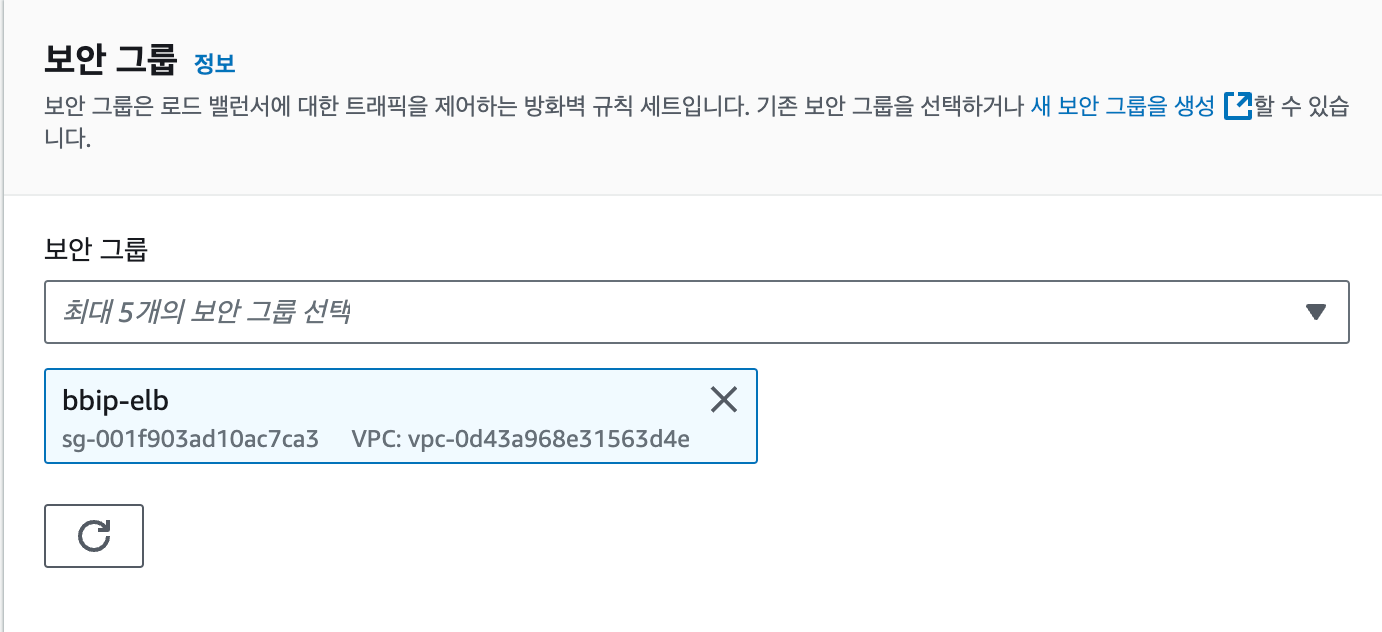 보안 그룹 정보
보안 그룹은 로드 밸런서에 대한 트래픽을 제어하는 방화벽 규칙 세트입니다. 기존 보안 그룹을 선택하거나 새 보안 그룹을 생성 할 수 있습
니다.
보안 그룹
최대 5개의 보안 그룹 선택
bbip-elb
sg-001f903ad10ac7ca3 VPC: vpc-0d43a968e31563d4e